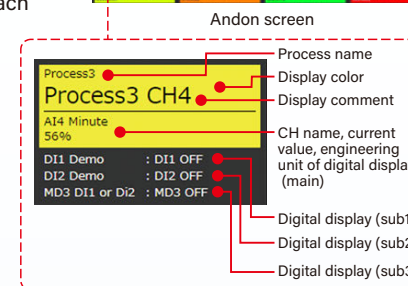 ach
Andon screen
Process3
Process3 CH4
AI4 Minute
56%
DI1 Demo : DI1 OFF
DI2 Demo : DI2 OFF
MD3 DI1 or Di2 : MD3 OFF
Process name
Display color
Display comment
CH name, current
value, engineering
unit of digital displa
(main)
Digital display (sub1
Digital display (sub2
Digital display (sub3